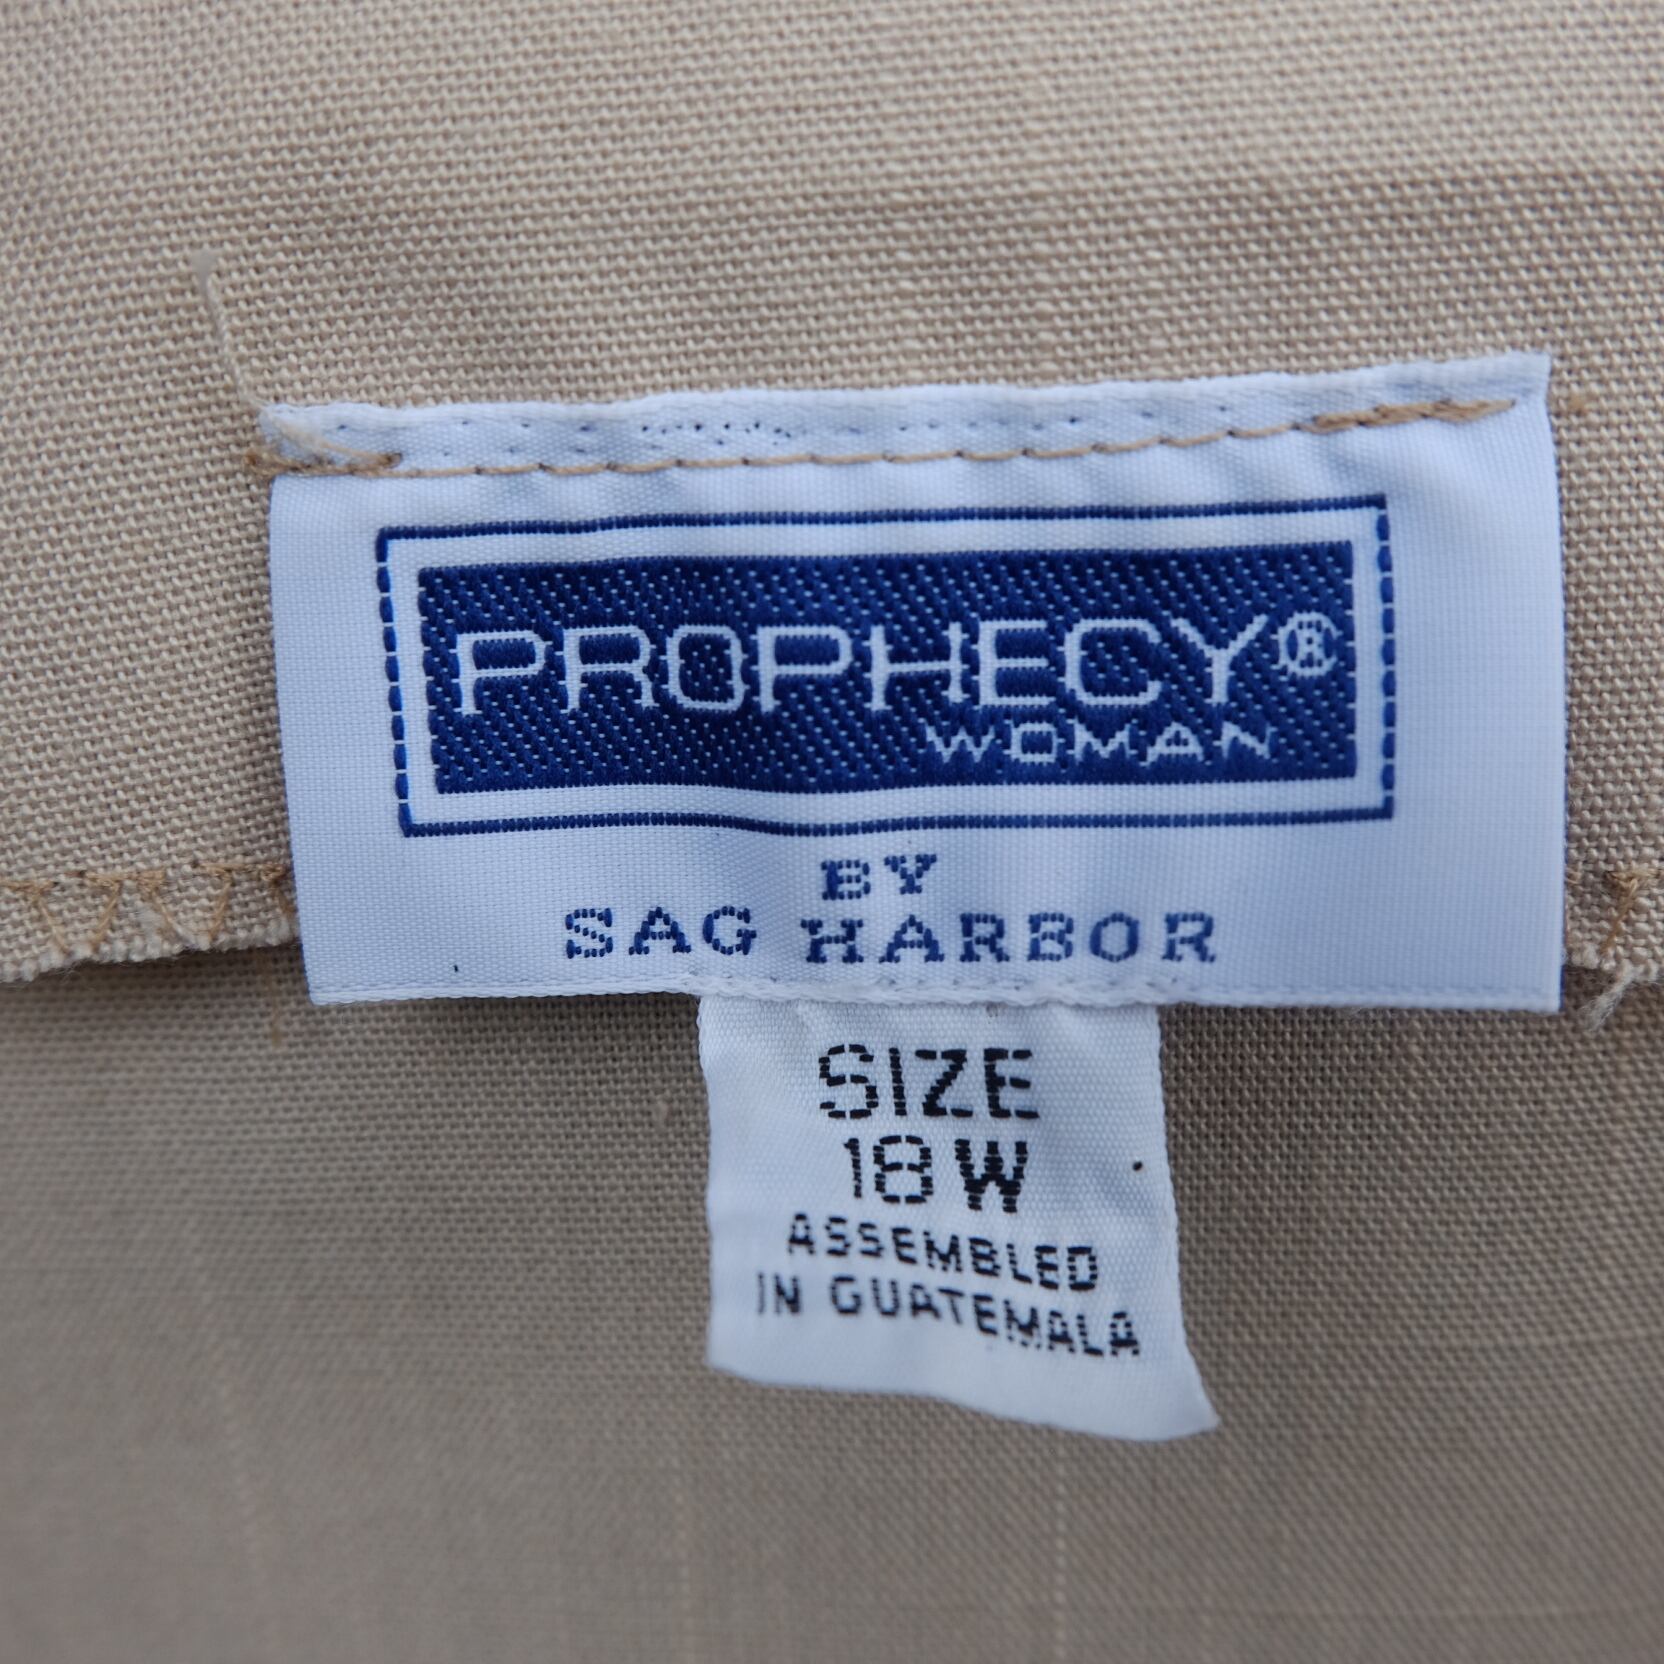 PROPHECY®
WOMAN
BY
SAG HARBOR
SIZE
18W
ASSEMBLED
IN GUATEMALA